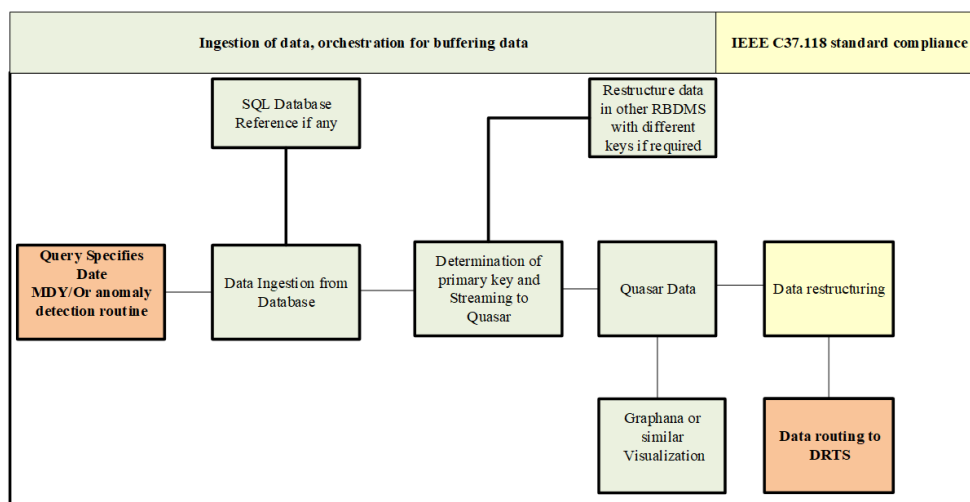 Ingestion of data, orchestration for buffering data
IEEE C37.118 standard compliance
SQL Database
Reference if any
Restructure data
in other RBDMS
with different
keys if required
Query Specifies
Date
MDY/Or anomaly
detection routine
Data Ingestion from
Database
Determination of
primary key and
Streaming to
Quasar
Quasar Data
Data restructuring
Graphana or
similar
Visualization
Data routing to
DRTS